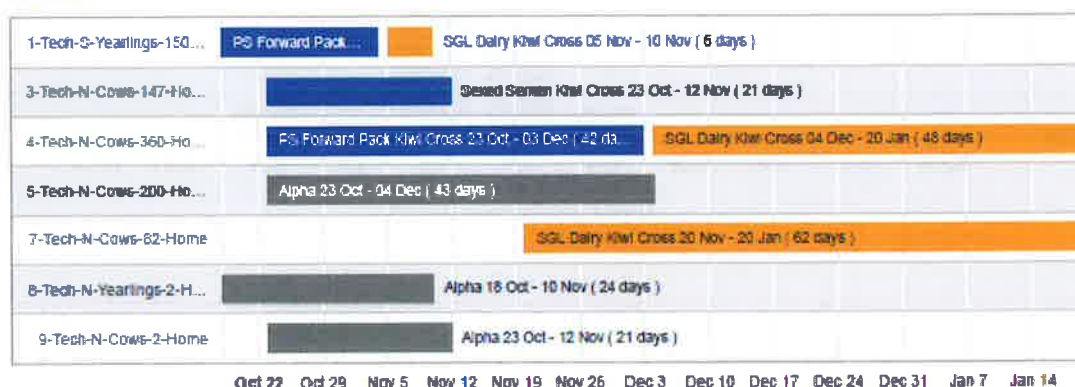 1-Tech-S-Yearlings-150... PS Forward Pack ... SGL Dairy Kiwi Cross 05 Nov - 10 Nov ( 6 days )
3-Tech-N-Cows-147-Ho... Sexed Semen Kiwi Cross 23 Oct - 12 Nov ( 21 days )
4-Tech-N-Cows-360-Ho... PS Forward Pack Kiwi Cross 23 Oct - 03 Dec ( 42 da... SGL Dairy Kiwi Cross 04 Dec - 20 Jan ( 48 days )
5-Tech-N-Cows-200-Ho... Alpha 23 Oct - 04 Dec ( 43 days )
7-Tech-N-Cows-62-Home SGL Dairy Kiwi Cross 20 Nov - 20 Jan ( 62 days )
8-Tech-N-Yearlings-2-H... Alpha 18 Oct - 10 Nov ( 24 days )
9-Tech-N-Cows-2-Home Alpha 23 Oct - 12 Nov ( 21 days )
Oct 22 Oct 29 Nov 5 Nov 12 Nov 19 Nov 26 Dec 3 Dec 10 Dec 17 Dec 24 Dec 31 Jan 7 Jan 14